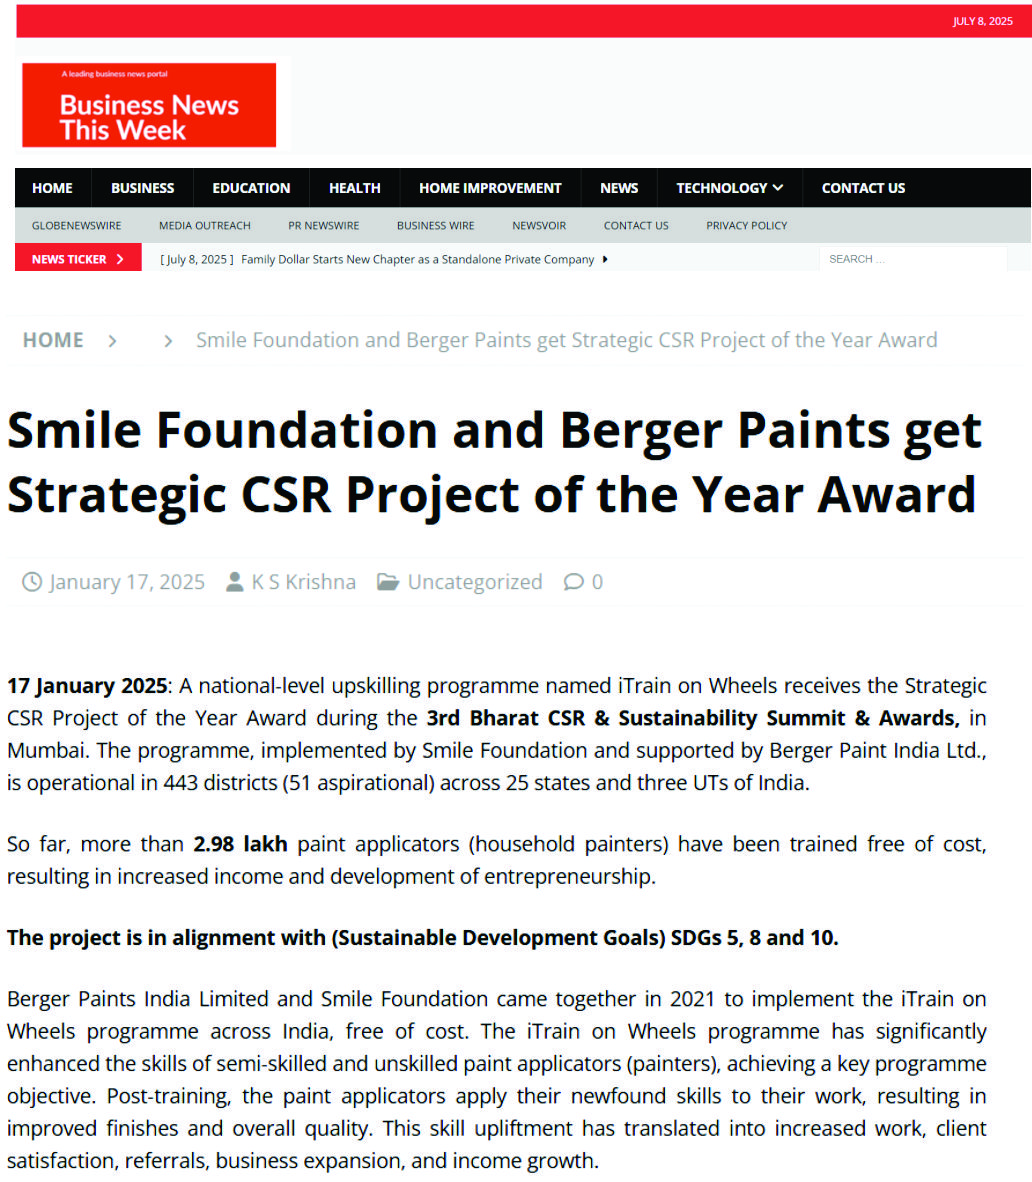 JULY 8, 2025
A leading business news portal
Business News
This Week
HOME BUSINESS EDUCATION HEALTH HOME IMPROVEMENT NEWS TECHNOLOGY CONTACT US
GLOBENEWSWIRE MEDIA OUTREACH PR NEWSWIRE BUSINESS WIRE NEWSVOIR CONTACT US PRIVACY POLICY
NEWS TICKER [ July 8, 2025 ] Family Dollar Starts New Chapter as a Standalone Private Company SEARCH ...
HOME Smile Foundation and Berger Paints get Strategic CSR Project of the Year Award
Smile Foundation and Berger Paints get
Strategic CSR Project of the Year Award
January 17, 2025 K S Krishna Uncategorized 0
17 January 2025: A national-level upskilling programme named iTrain on Wheels receives the Strategic
CSR Project of the Year Award during the 3rd Bharat CSR & Sustainability Summit & Awards, in
Mumbai. The programme, implemented by Smile Foundation and supported by Berger Paint India Ltd.,
is operational in 443 districts (51 aspirational) across 25 states and three UTs of India.
So far, more than 2.98 lakh paint applicators (household painters) have been trained free of cost,
resulting in increased income and development of entrepreneurship.
The project is in alignment with (Sustainable Development Goals) SDGs 5, 8 and 10.
Berger Paints India Limited and Smile Foundation came together in 2021 to implement the iTrain on
Wheels programme across India, free of cost. The iTrain on Wheels programme has significantly
enhanced the skills of semi-skilled and unskilled paint applicators (painters), achieving a key programme
objective. Post-training, the paint applicators apply their newfound skills to their work, resulting in
improved finishes and overall quality. This skill upliftment has translated into increased work, client
satisfaction, referrals, business expansion, and income growth.